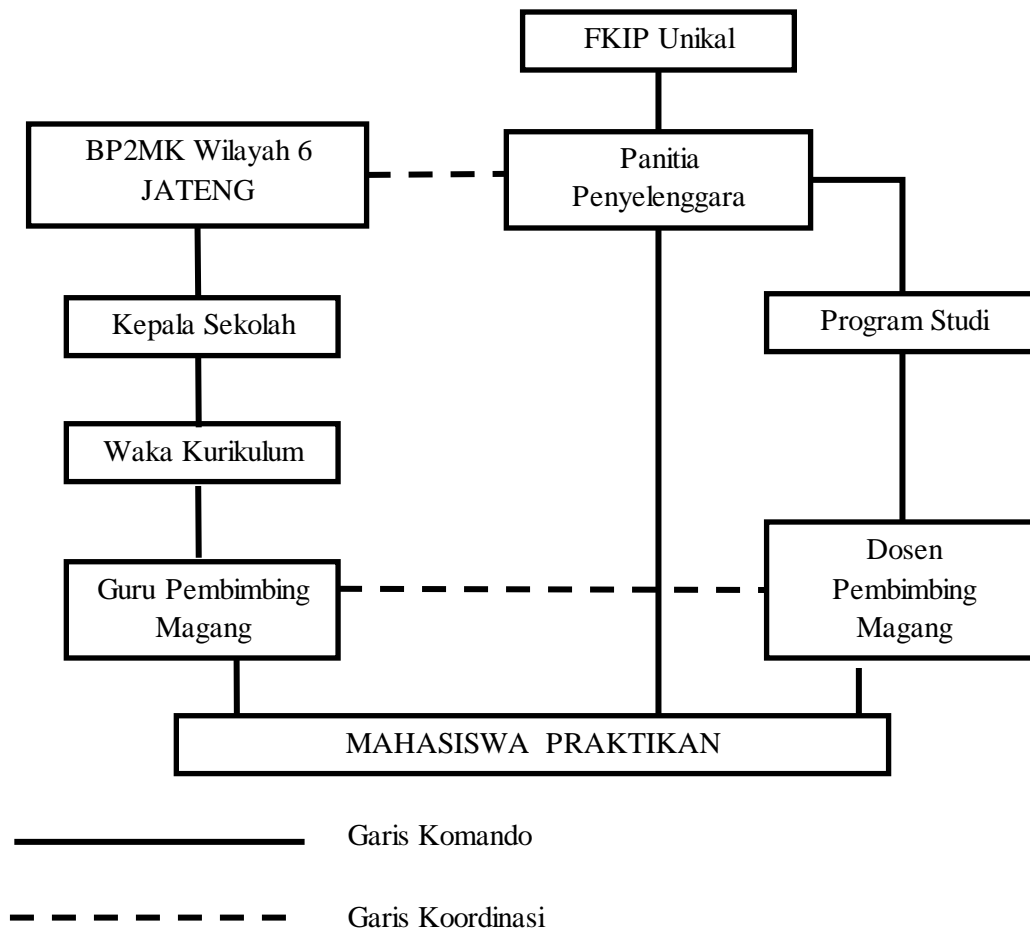 FKIP Unikal
BP2MK Wilayah 6
JATENG
Panitia
Penyelenggara
Kepala Sekolah
Program Studi
Waka Kurikulum
Guru Pembimbing
Magang
Dosen
Pembimbing
Magang
MAHASISWA PRAKTIKAN
Garis Komando
Garis Koordinasi